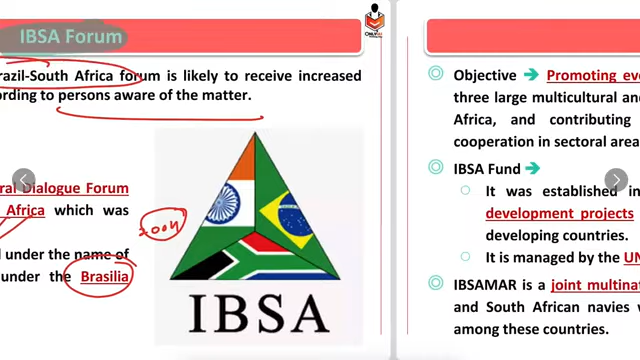 IBSA Forum
razil-South Africa forum is likely to receive increased
ording to persons aware of the matter.
ral Dialogue Forum
Africa which was
2004
d under the name of
under the Brasilia
IBSA
Objective → Promoting eve
three large multicultural and
Africa, and contributing
cooperation in sectoral area
IBSA Fund →
It was established in
development projects
developing countries.
It is managed by the UN
IBSAMAR is a joint multinat
and South African navies w
among these countries.